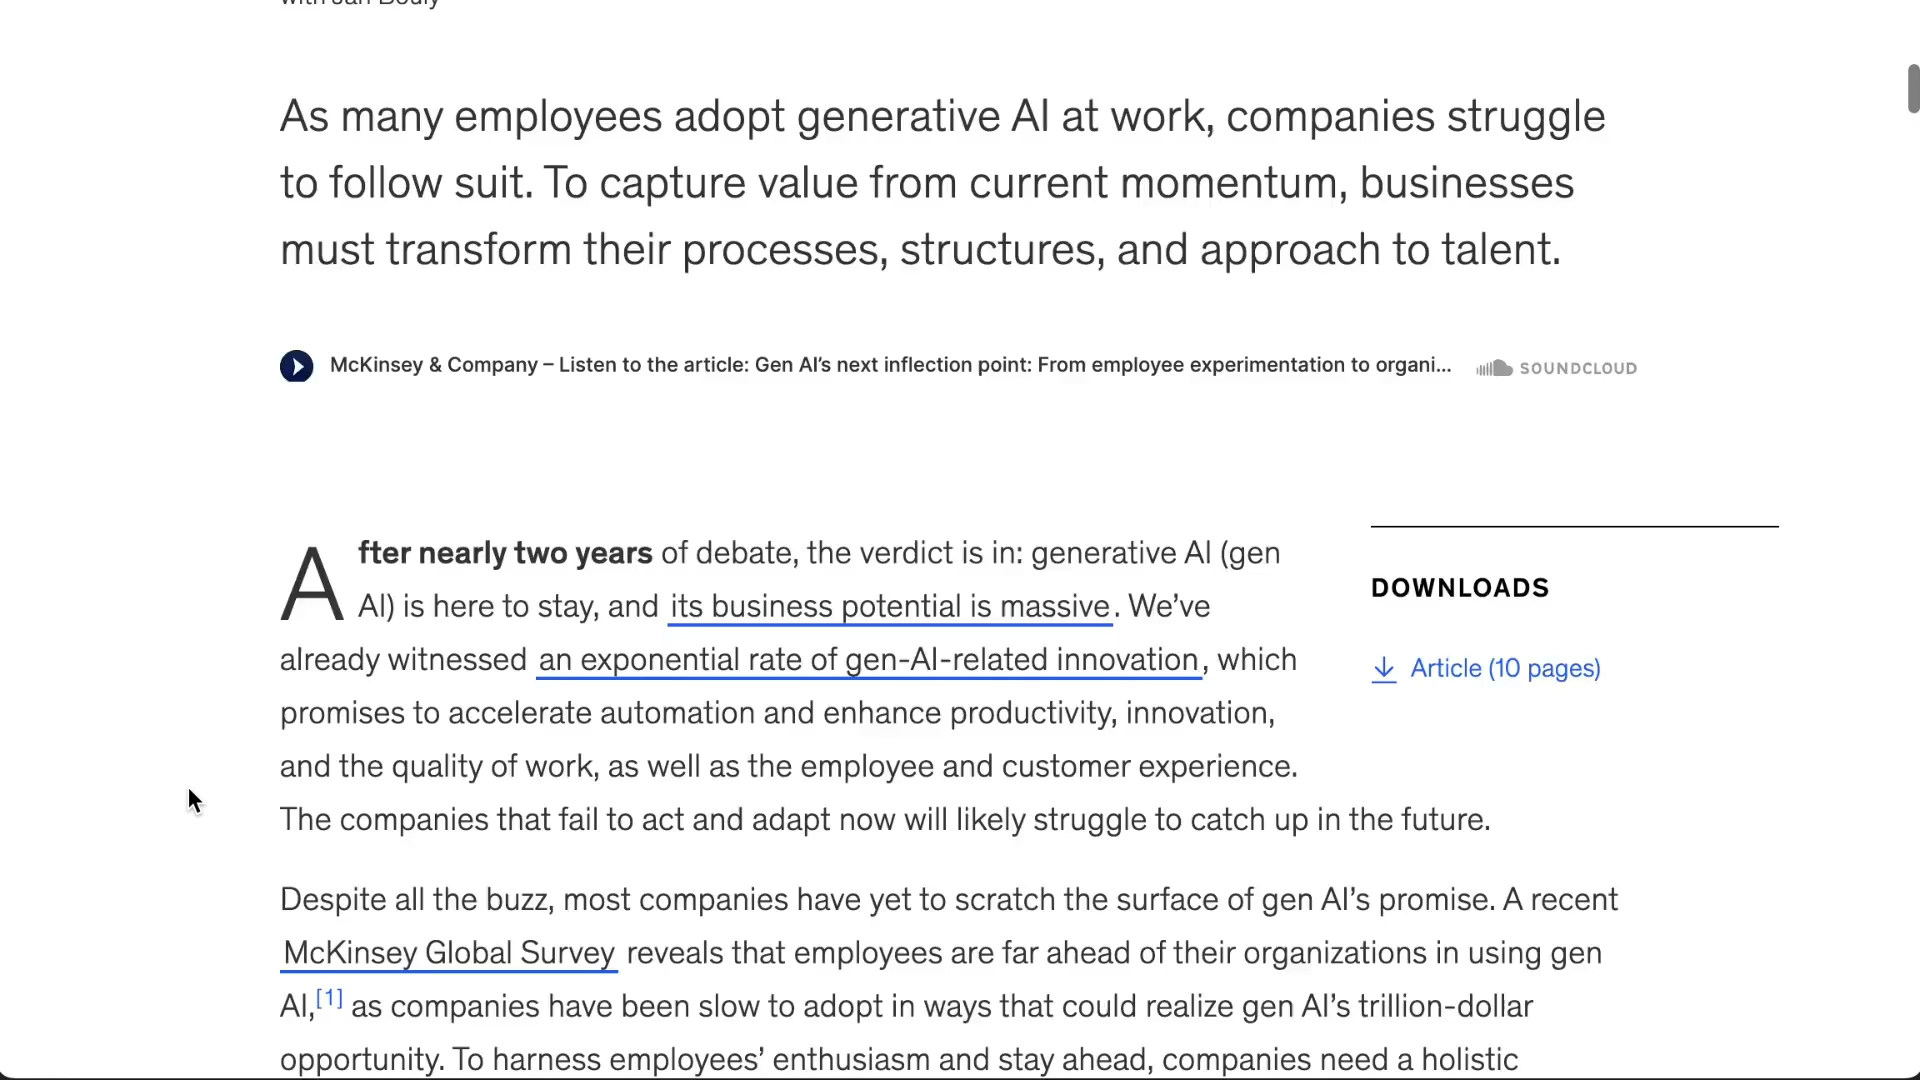 As many employees adopt generative AI at work, companies struggle
to follow suit. To capture value from current momentum, businesses
must transform their processes, structures, and approach to talent.
McKinsey & Company – Listen to the article: Gen AI’s next inflection point: From employee experimentation to organi...
SOUNDCLOUD
After nearly two years of debate, the verdict is in: generative AI (gen
AI) is here to stay, and its business potential is massive. We’ve
already witnessed an exponential rate of gen-AI-related innovation, which
promises to accelerate automation and enhance productivity, innovation,
and the quality of work, as well as the employee and customer experience.
The companies that fail to act and adapt now will likely struggle to catch up in the future.
DOWNLOADS
Article (10 pages)
Despite all the buzz, most companies have yet to scratch the surface of gen AI’s promise. A recent
McKinsey Global Survey reveals that employees are far ahead of their organizations in using gen
AI,[1] as companies have been slow to adopt in ways that could realize gen AI’s trillion-dollar
opportunity. To harness employees’ enthusiasm and stay ahead, companies need a holistic